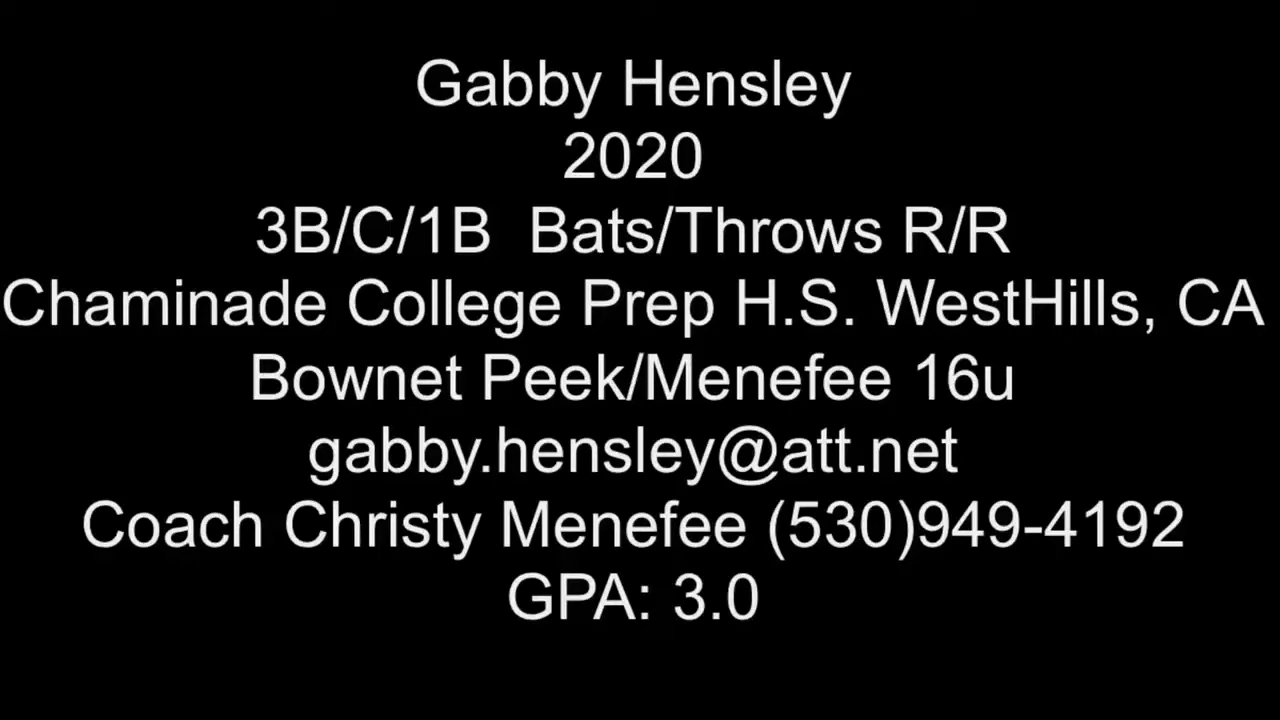 Gabby Hensley
2020
3B/C/1B  Bats/Throws R/R
Chaminade College Prep H.S. WestHills, CA
Bownet Peek/Menefee 16u
gabby.hensley@att.net
Coach Christy Menefee (530)949-4192
GPA: 3.0